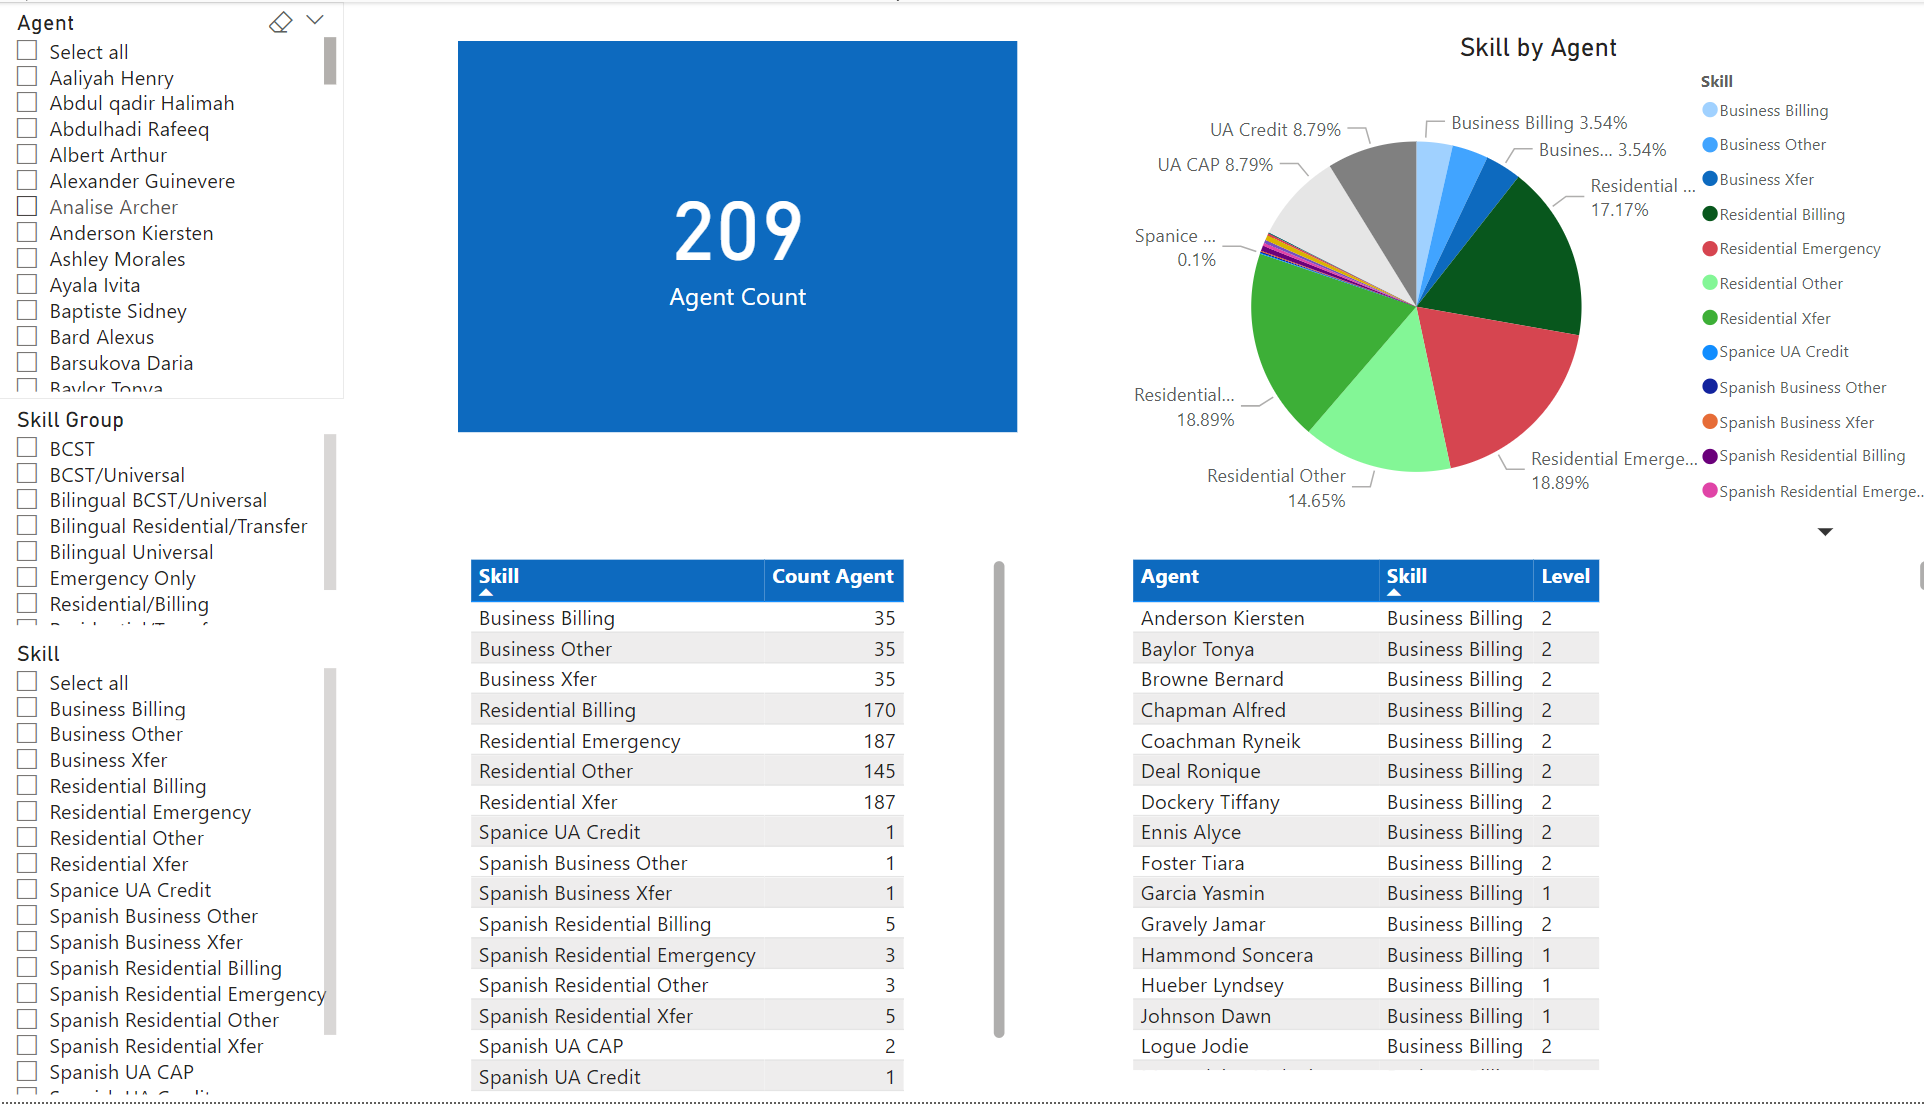 Agent
Select all
Aaliyah Henry
Abdul qadir Halimah
Abdulhadi Rafeeq
Albert Arthur
Alexander Guinevere
Analise Archer
Anderson Kiersten
Ashley Morales
Ayala Ivita
Baptiste Sidney
Bard Alexus
Barsukova Daria
Baylor Tonya
Skill Group
BCST
BCST/Universal
Bilingual BCST/Universal
Bilingual Residential/Transfer
Bilingual Universal
Emergency Only
Residential/Billing
Skill
Select all
Business Billing
Business Other
Business Xfer
Residential Billing
Residential Emergency
Residential Other
Residential Xfer
Spanice UA Credit
Spanish Business Other
Spanish Business Xfer
Spanish Residential Billing
Spanish Residential Emergency
Spanish Residential Other
Spanish Residential Xfer
Spanish UA CAP
209
Agent Count
Skill by Agent
UA Credit 8.79%
UA CAP 8.79%
Spanice ...
0.1%
Residential...
18.89%
Residential Other
14.65%
Business Billing 3.54%
Busines... 3.54%
Residential ...
17.17%
Residential Emerge...
18.89%
Skill
Business Billing
Business Other
Business Xfer
Residential Billing
Residential Emergency
Residential Other
Residential Xfer
Spanice UA Credit
Spanish Business Other
Spanish Business Xfer
Spanish Residential Billing
Spanish Residential Emerge...
Skill Count Agent
Business Billing 35
Business Other 35
Business Xfer 35
Residential Billing 170
Residential Emergency 187
Residential Other 145
Residential Xfer 187
Spanice UA Credit 1
Spanish Business Other 1
Spanish Business Xfer 1
Spanish Residential Billing 5
Spanish Residential Emergency 3
Spanish Residential Other 3
Spanish Residential Xfer 5
Spanish UA CAP 2
Spanish UA Credit 1
Agent Skill Level
Anderson Kiersten Business Billing 2
Baylor Tonya Business Billing 2
Browne Bernard Business Billing 2
Chapman Alfred Business Billing 2
Coachman Ryneik Business Billing 2
Deal Ronique Business Billing 2
Dockery Tiffany Business Billing 2
Ennis Alyce Business Billing 2
Foster Tiara Business Billing 2
Garcia Yasmin Business Billing 1
Gravely Jamar Business Billing 2
Hammond Soncera Business Billing 1
Hueber Lyndsey Business Billing 1
Johnson Dawn Business Billing 1
Logue Jodie Business Billing 2